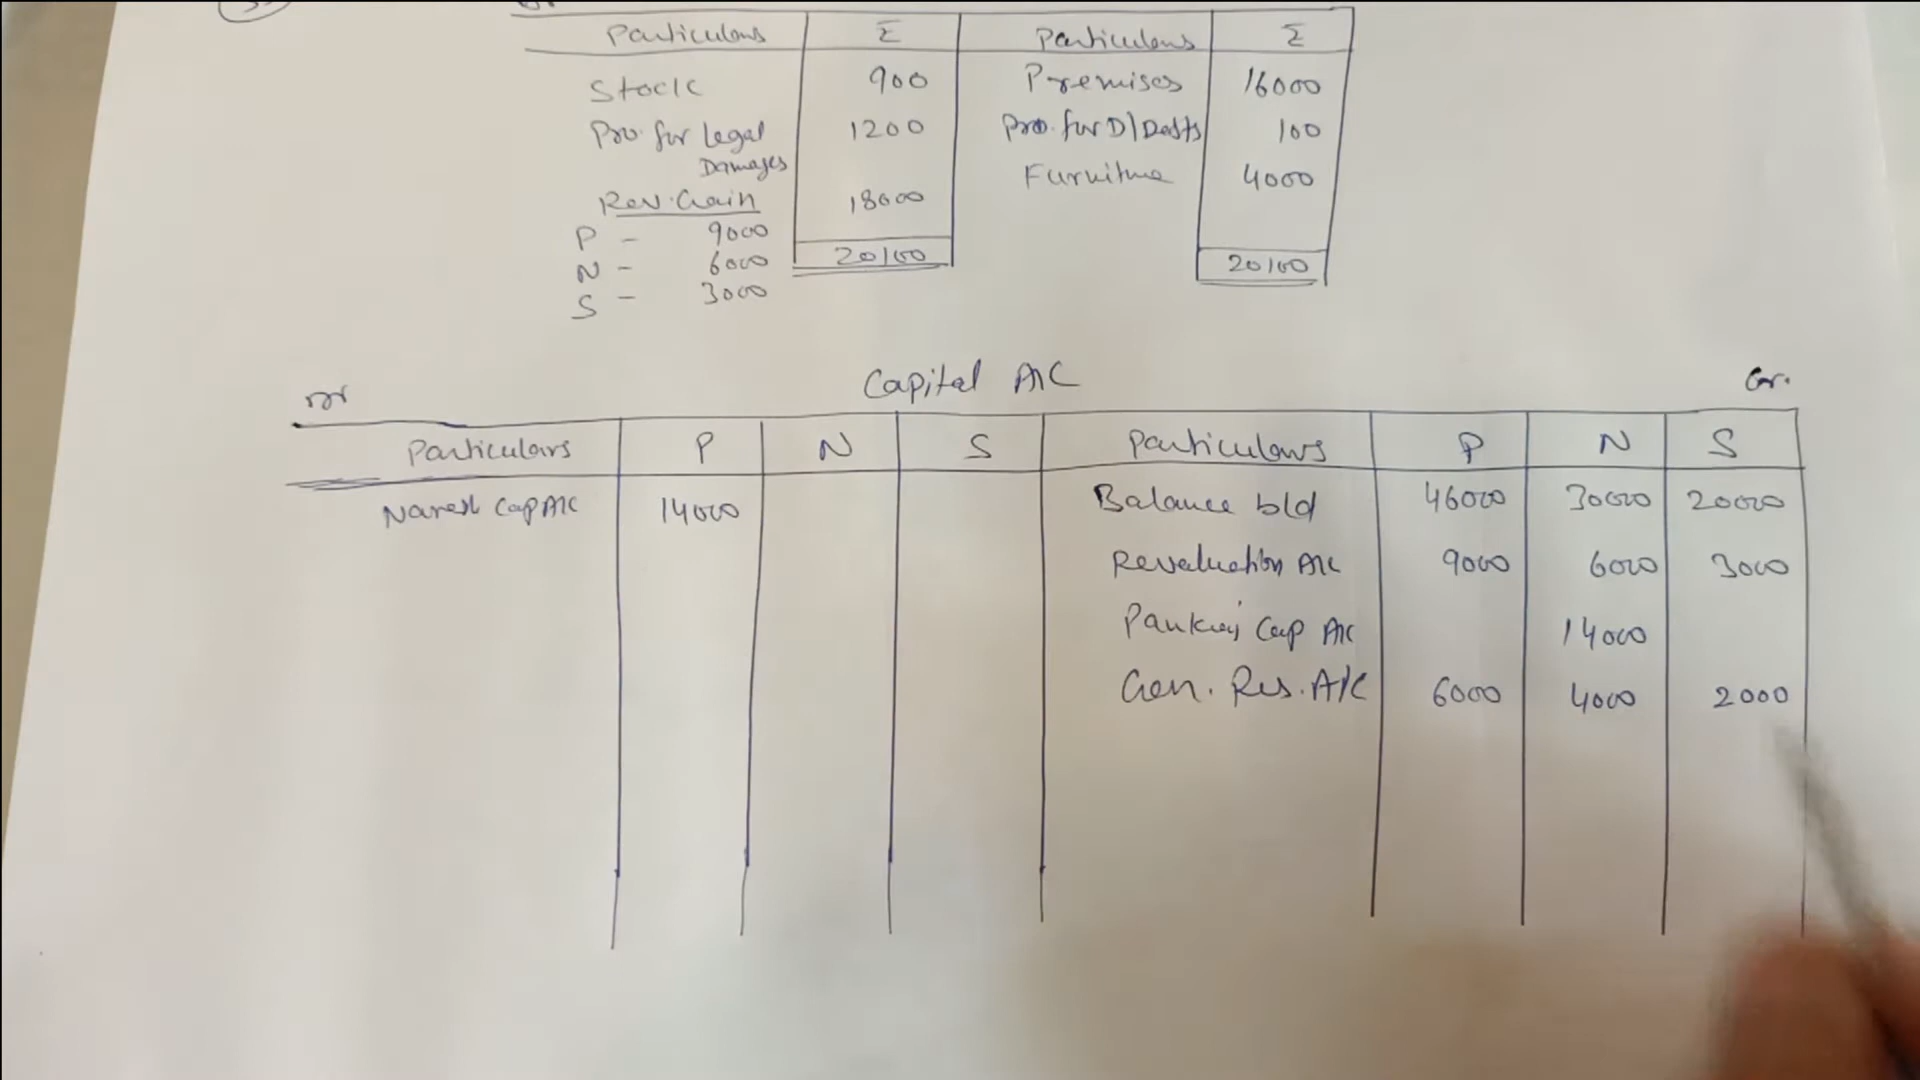 Particulars ₹ Particulars ₹
Stock 900 Premises 16000
Pro. for Legal 1200 Pro. for D/Debts 100
Damages
Furniture 4000
Rev. Gain 18000
P - 9000
20100 20100
N - 6000
S - 3000
Capital A/C
Dr Cr.
Particulars P N S Particulars P N S
Naresh Cap A/C 14000 Balance b/d 46000 30000 20000
Revaluation A/C 9000 6000 3000
Pankaj Cap A/C 14000
Gen. Res. A/C 6000 4000 2000